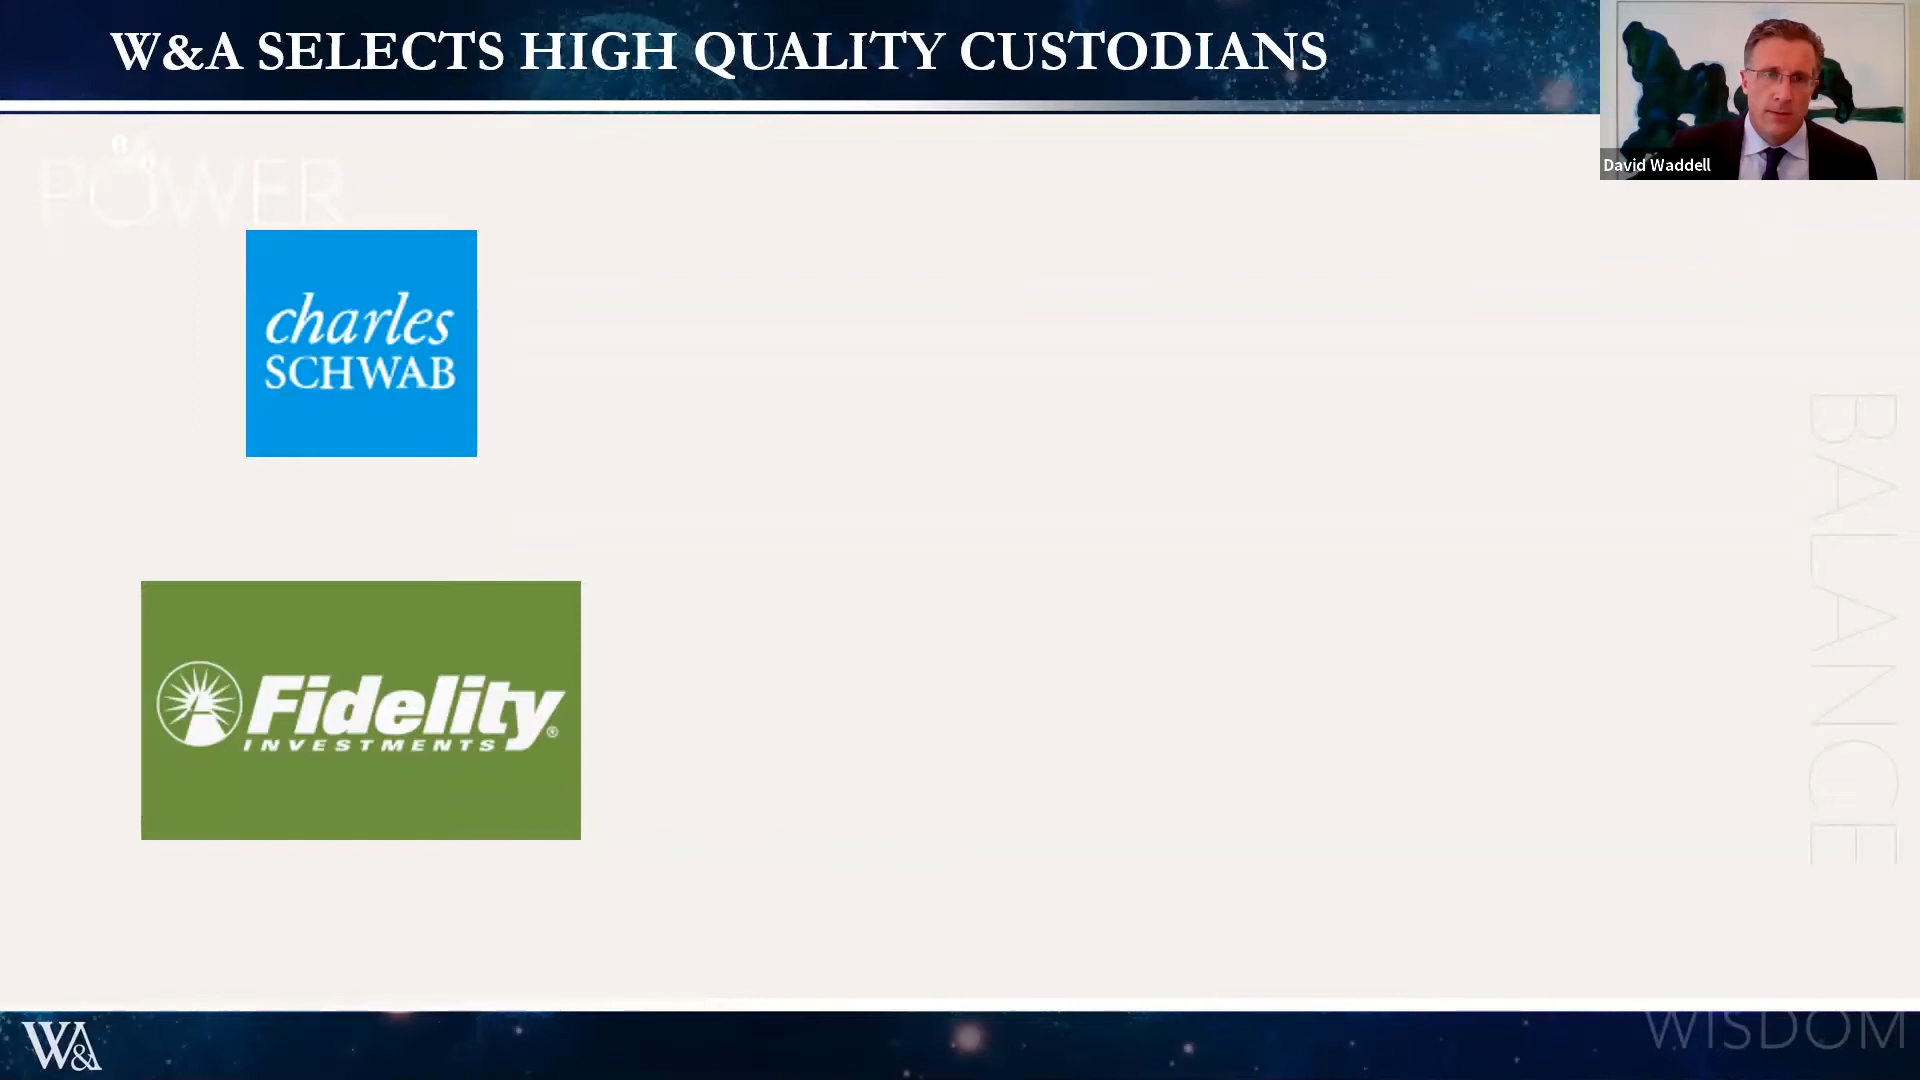 W&A SELECTS HIGH QUALITY CUSTODIANS
David Waddell
POWER
charles
SCHWAB
BALANCE
Fidelity®
INVESTMENTS
W&A
WISDOM